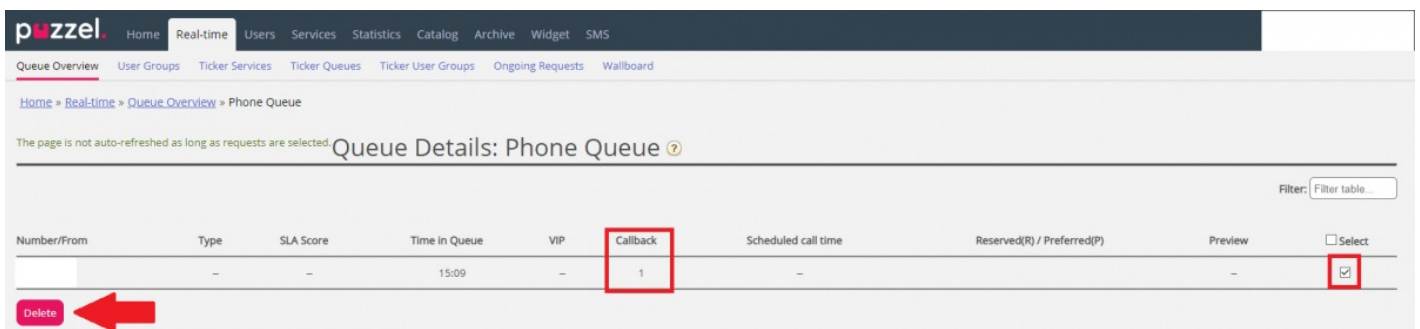 puzzel.
Home Real-time Users Services Statistics Catalog Archive Widget SMS
Queue Overview User Groups Ticker Services Ticker Queues Ticker User Groups Ongoing Requests Wallboard
Home » Real-time » Queue Overview » Phone Queue
The page is not auto-refreshed as long as requests are selected. Queue Details: Phone Queue ?
Filter: Filter table...
Number/From Type SLA Score Time in Queue VIP Callback Scheduled call time Reserved(R) / Preferred(P) Preview Select
– – 15:09 – 1 – –
Delete